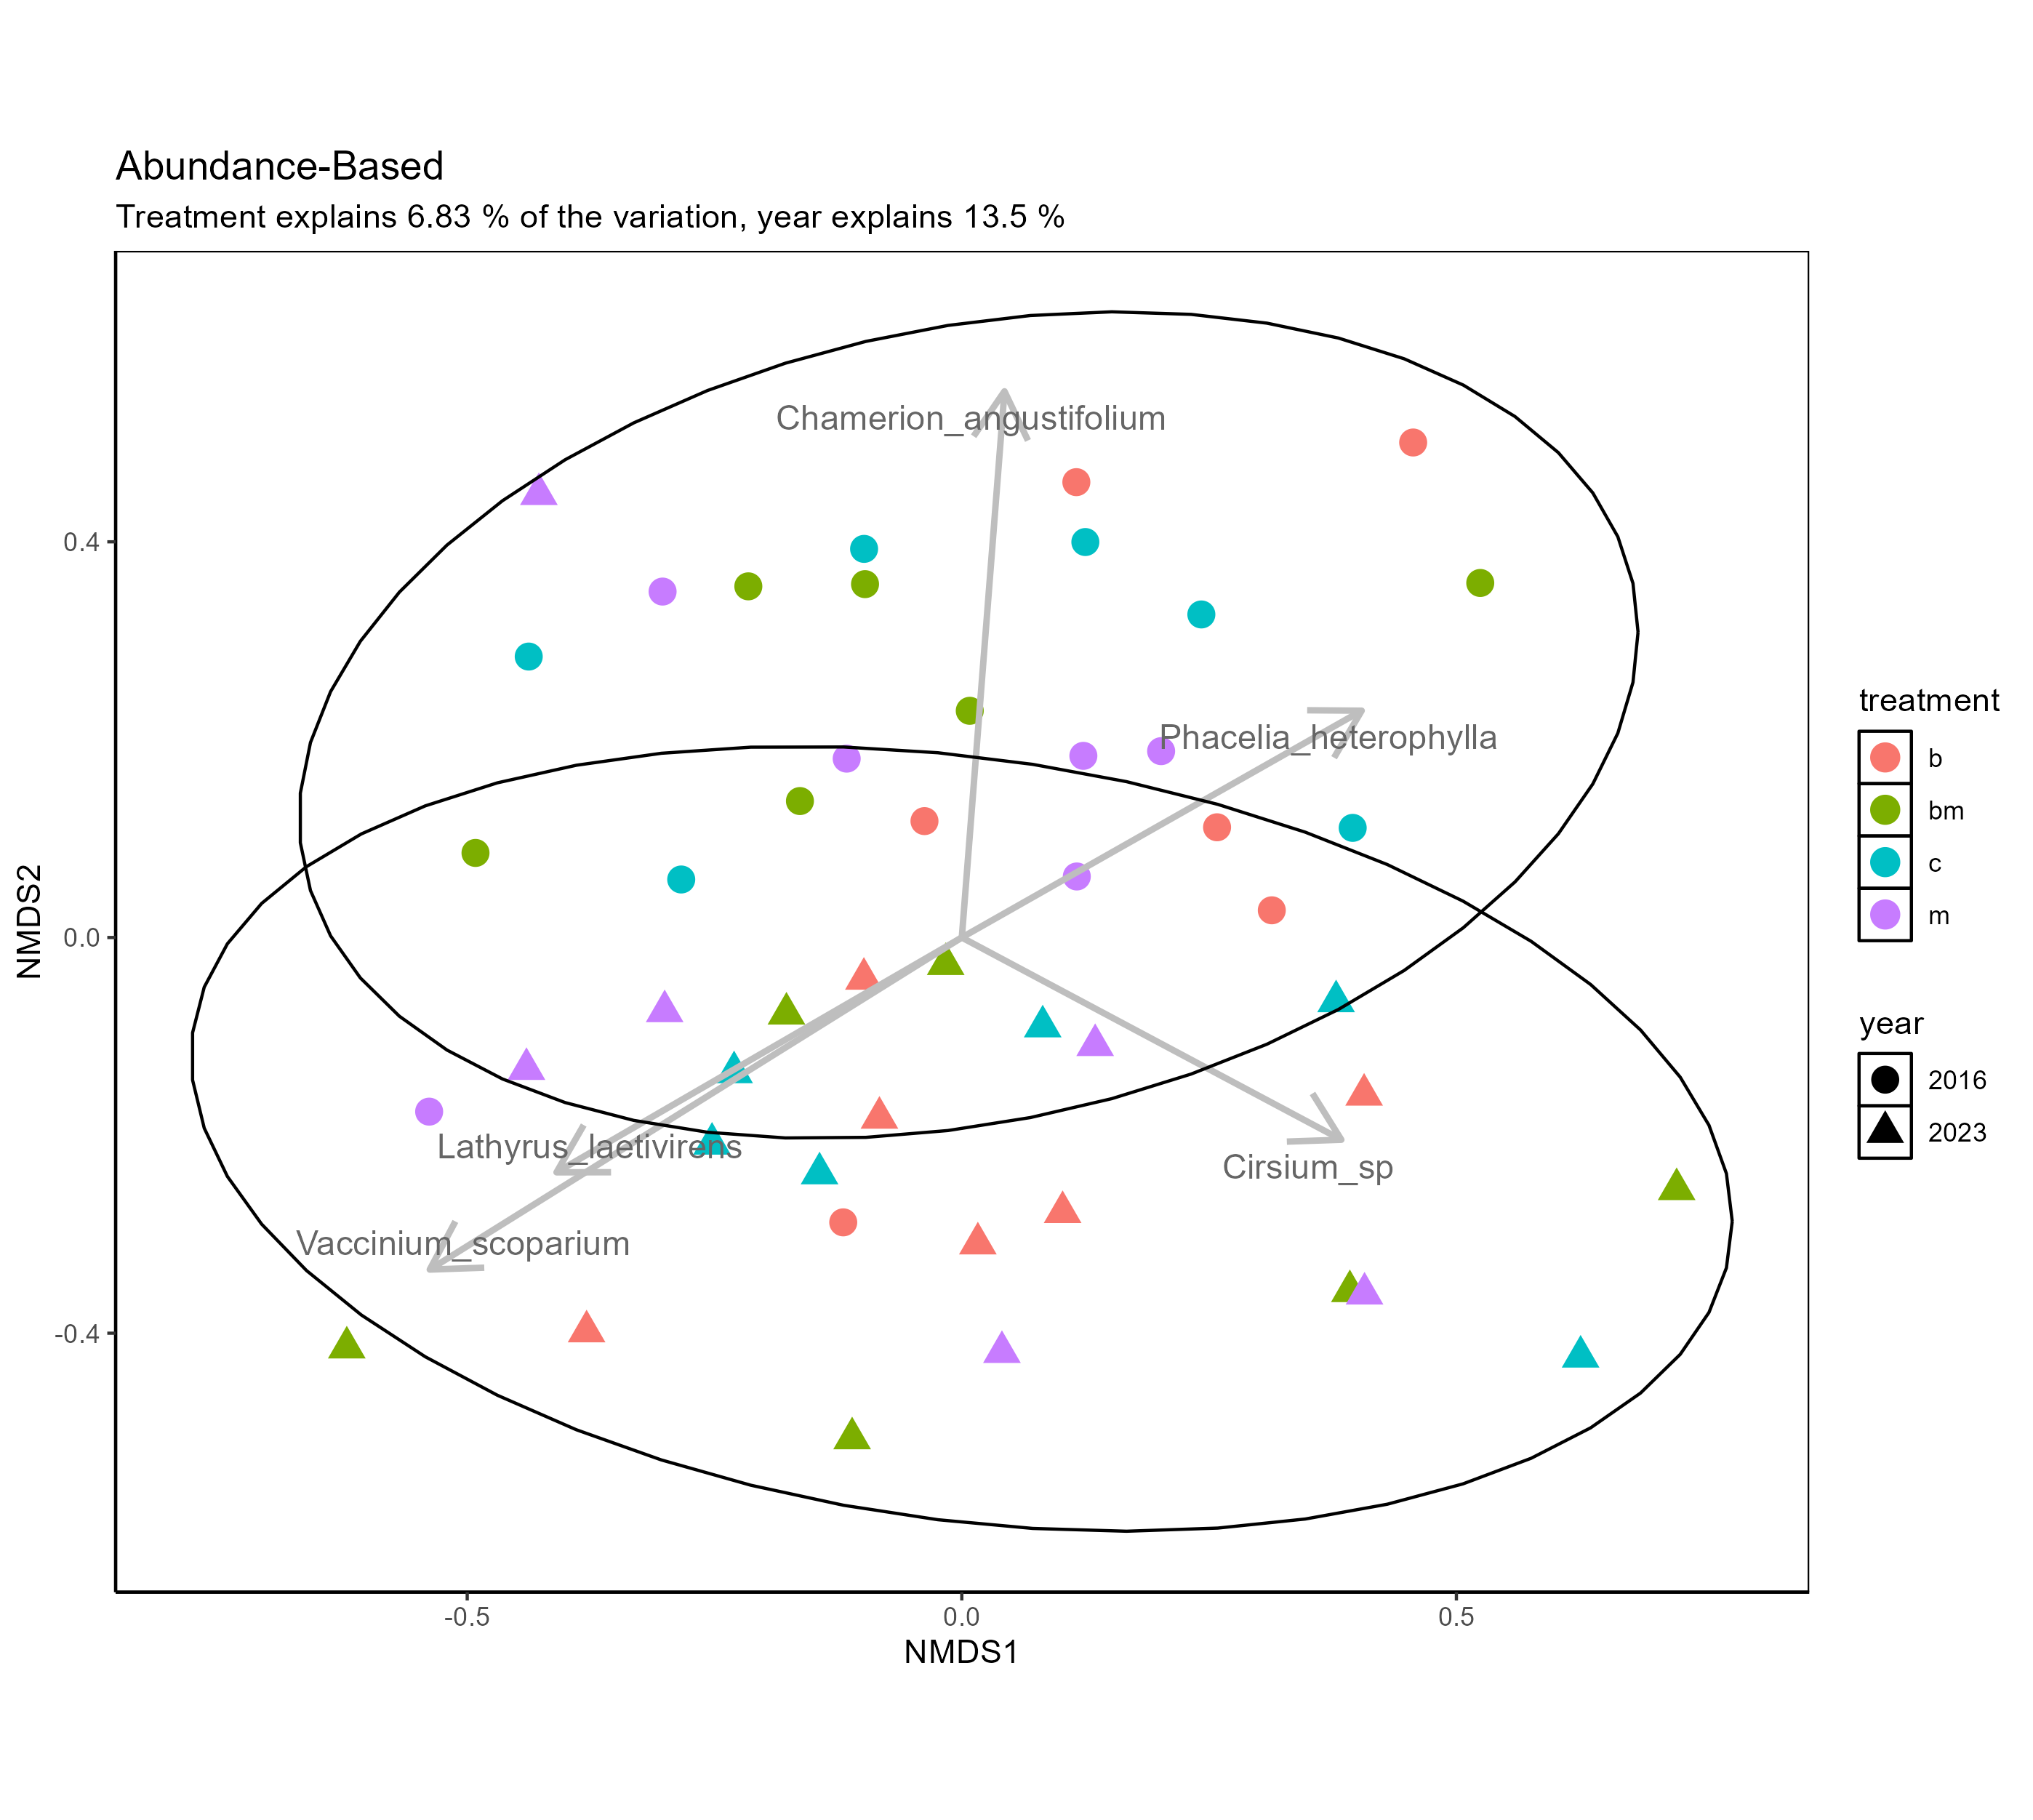 Abundance-Based
Treatment explains 6.83 % of the variation, year explains 13.5 %
Chamerion_angustifolium
Phacelia_heterophylla
Lathyrus_laetivirens
Cirsium_sp
Vaccinium_scoparium
0.4
0.0
-0.4
NMDS2
-0.5
0.0
0.5
NMDS1
treatment
b
bm
c
m
year
2016
2023